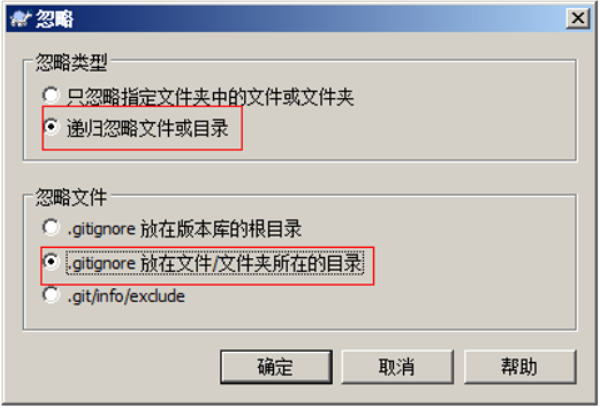 忽略
忽略类型
只忽略指定文件夹中的文件或文件夹
递归忽略文件或目录
忽略文件
.gitignore 放在版本库的根目录
.gitignore 放在文件/文件夹所在的目录
.git/info/exclude
确定 取消 帮助